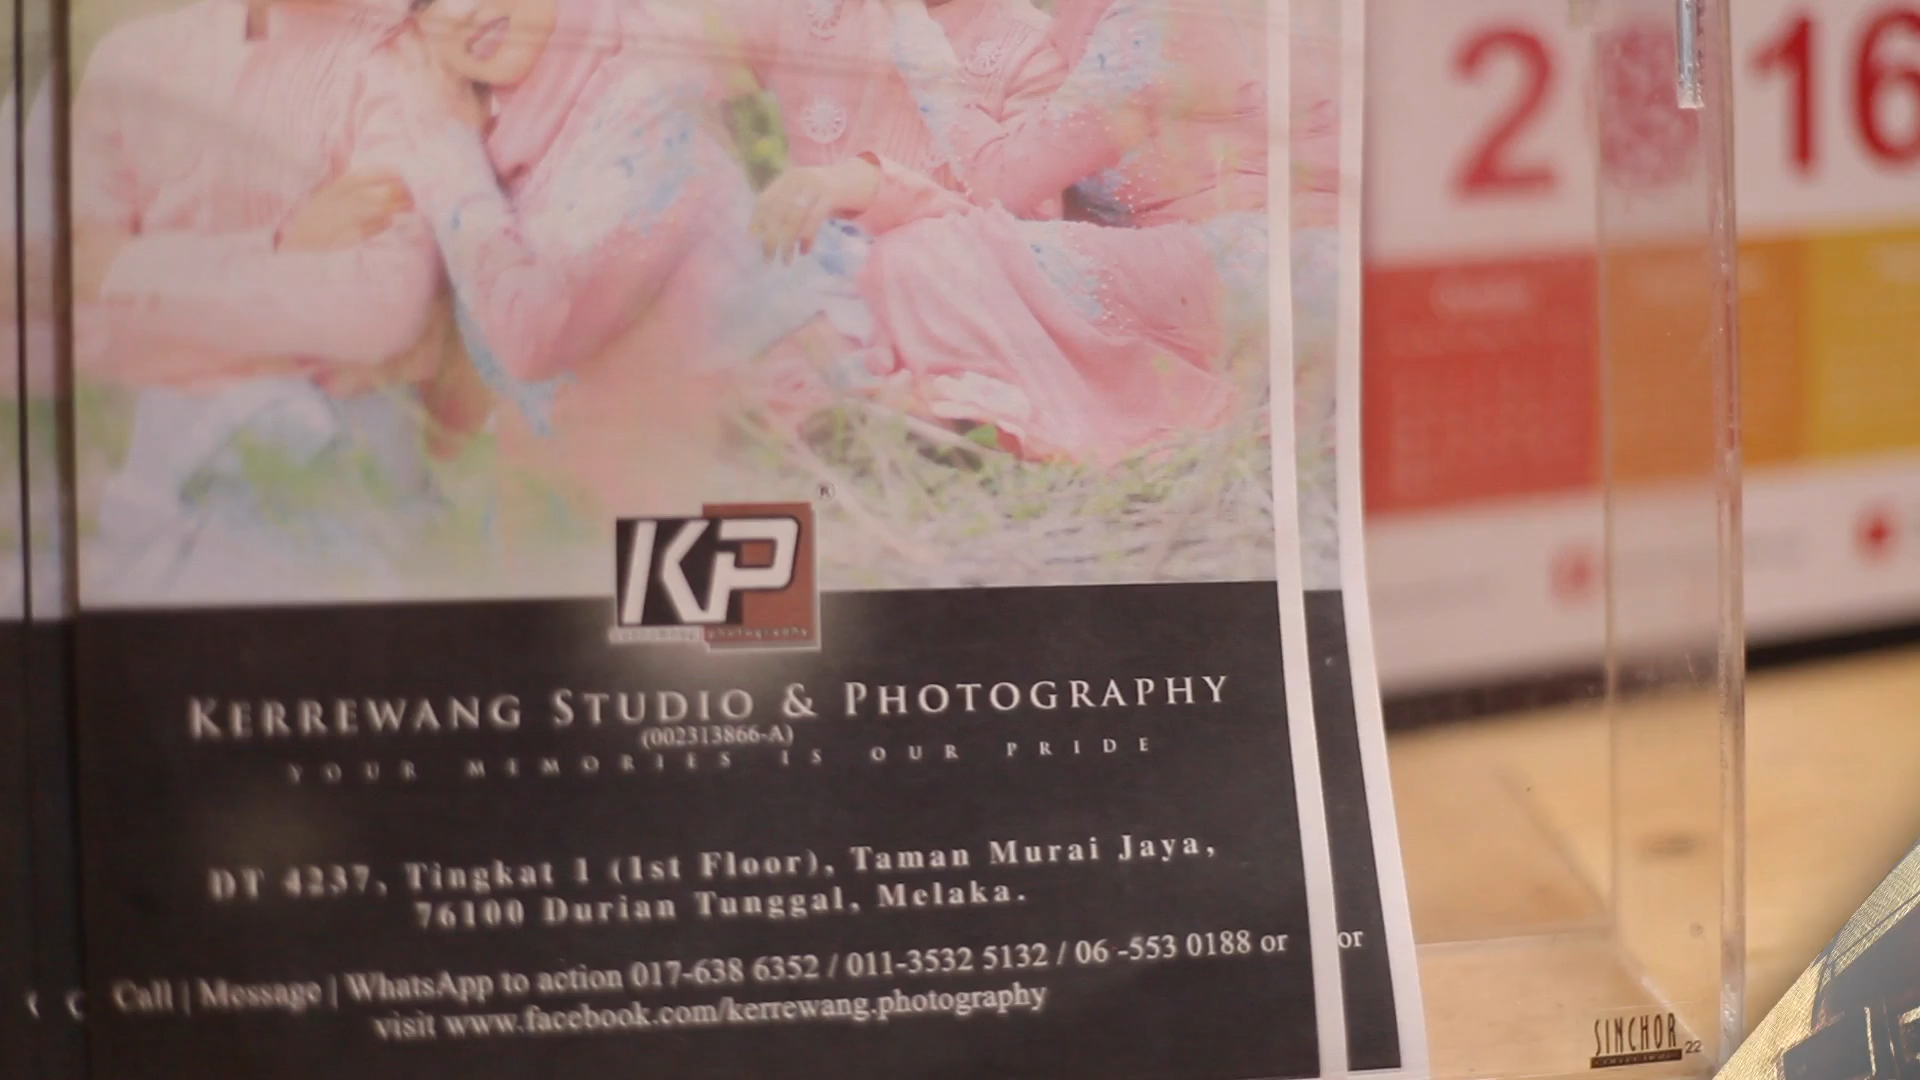 2 16
®
KP
photography
KERREWANG STUDIO & PHOTOGRAPHY
(002313866-A)
YOUR MEMORIES IS OUR PRIDE
DT 4237, Tingkat 1 (1st Floor), Taman Murai Jaya,
76100 Durian Tunggal, Melaka.
Call | Message | WhatsApp to action 017-638 6352 / 011-3532 5132 / 06 -553 0188 or or
visit www.facebook.com/kerrewang.photography
SINCHOR
22